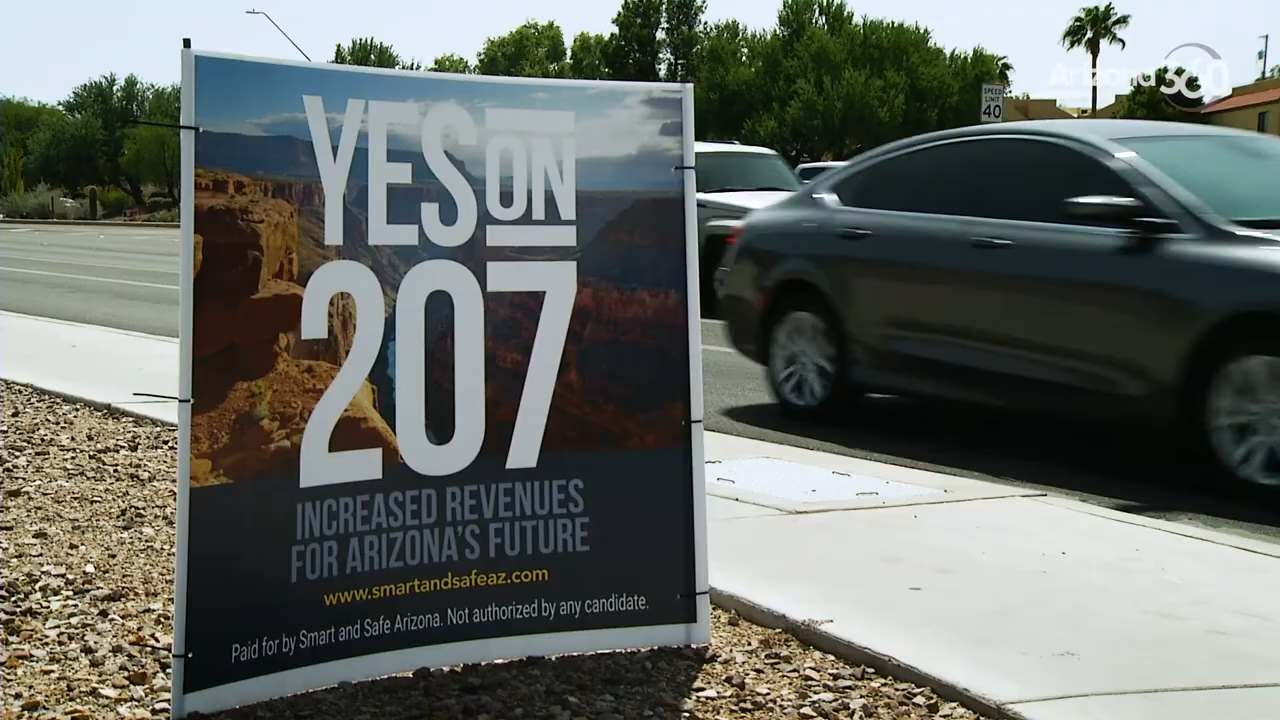 Arizona 360
SPEED
LIMIT
40
YES ON
207
INCREASED REVENUES
FOR ARIZONA'S FUTURE
www.smartandsafeaz.com
Paid for by Smart and Safe Arizona. Not authorized by any candidate.